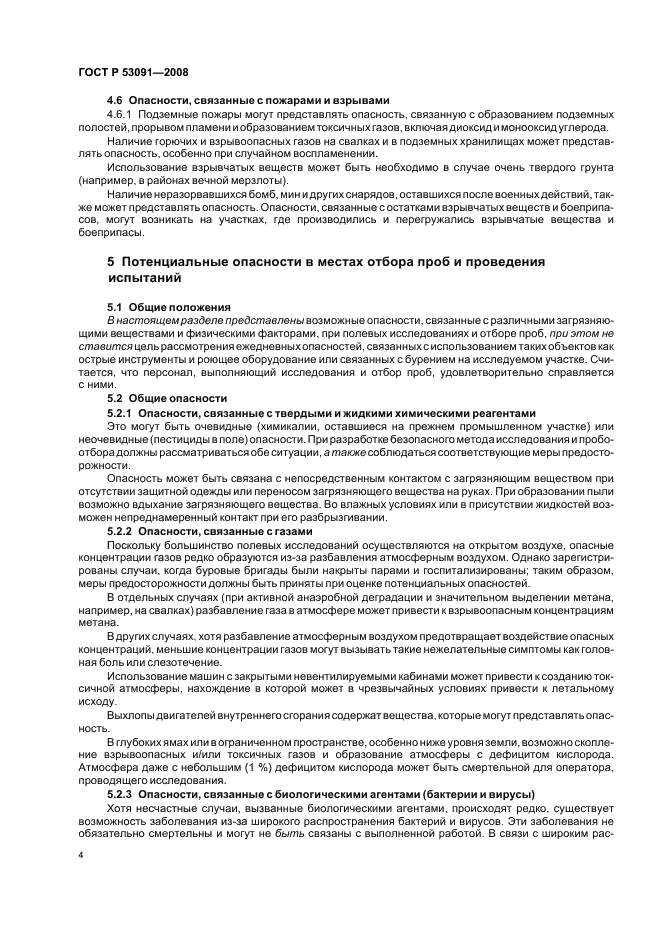 ГОСТ Р 53091—2008
4.6 Опасности, связанные с пожарами и взрывами
4.6.1 Подземные пожары могут представлять опасность, связанную с образованием подземных
полостей, прорывом пламени и образованием токсичных газов, включая диоксид и монооксид углерода.
Наличие горючих и взрывоопасных газов на свалках и в подземных хранилищах может представ-
лять опасность, особенно при случайном воспламенении.
Использование взрывчатых веществ может быть необходимо в случае очень твердого грунта
(например, в районах вечной мерзлоты).
Наличие неразорвавшихся бомб, мин и других снарядов, оставшихся после военных действий, так-
же может представлять опасность. Опасности, связанные с остатками взрывчатых веществ и боеприпа-
сов, могут возникать на участках, где производились и перегружались взрывчатые вещества и
боеприпасы.
5 Потенциальные опасности в местах отбора проб и проведения
испытаний
5.1 Общие положения
В настоящем разделе представлены возможные опасности, связанные с различными загрязняю-
щими веществами и физическими факторами, при полевых исследованиях и отборе проб, при этом не
ставится цель рассмотрения ежедневных опасностей, связанных с использованием таких объектов как
острые инструменты и роющее оборудование или связанных с бурением на исследуемом участке. Счи-
тается, что персонал, выполняющий исследования и отбор проб, удовлетворительно справляется
с ними.
5.2 Общие опасности
5.2.1 Опасности, связанные с твердыми и жидкими химическими реагентами
Это могут быть очевидные (химикалии, оставшиеся на прежнем промышленном участке) или
неочевидные (пестициды в поле) опасности. При разработке безопасного метода исследования и пробо-
отбора должны рассматриваться обе ситуации, а также соблюдаться соответствующие меры предосто-
рожности.
Опасность может быть связана с непосредственным контактом с загрязняющим веществом при
отсутствии защитной одежды или переносом загрязняющего вещества на руках. При образовании пыли
возможно вдыхание загрязняющего вещества. Во влажных условиях или в присутствии жидкостей воз-
можен непреднамеренный контакт при его разбрызгивании.
5.2.2 Опасности, связанные с газами
Поскольку большинство полевых исследований осуществляются на открытом воздухе, опасные
концентрации газов редко образуются из-за разбавления атмосферным воздухом. Однако зарегистри-
рованы случаи, когда буровые бригады были накрыты парами и госпитализированы; таким образом,
меры предосторожности должны быть приняты при оценке потенциальных опасностей.
В отдельных случаях (при активной анаэробной деградации и значительном выделении метана,
например, на свалках) разбавление газа в атмосфере может привести к взрывоопасным концентрациям
метана.
В других случаях, хотя разбавление атмосферным воздухом предотвращает воздействие опасных
концентраций, меньшие концентрации газов могут вызывать такие нежелательные симптомы как голов-
ная боль или слезотечение.
Использование машин с закрытыми невентилируемыми кабинами может привести к созданию ток-
сичной атмосферы, нахождение в которой может в чрезвычайных условиях привести к летальному
исходу.
Выхлопы двигателей внутреннего сгорания содержат вещества, которые могут представлять опас-
ность.
В глубоких ямах или в ограниченном пространстве, особенно ниже уровня земли, возможно скопле-
ние взрывоопасных и/или токсичных газов и образование атмосферы с дефицитом кислорода.
Атмосфера даже с небольшим (1 %) дефицитом кислорода может быть смертельной для оператора,
проводящего исследования.
5.2.3 Опасности, связанные с биологическими агентами (бактерии и вирусы)
Хотя несчастные случаи, вызванные биологическими агентами, происходят редко, существует
возможность заболевания из-за широкого распространения бактерий и вирусов. Эти заболевания не
обязательно смертельны и могут не быть связаны с выполненной работой. В связи с широким рас-
4